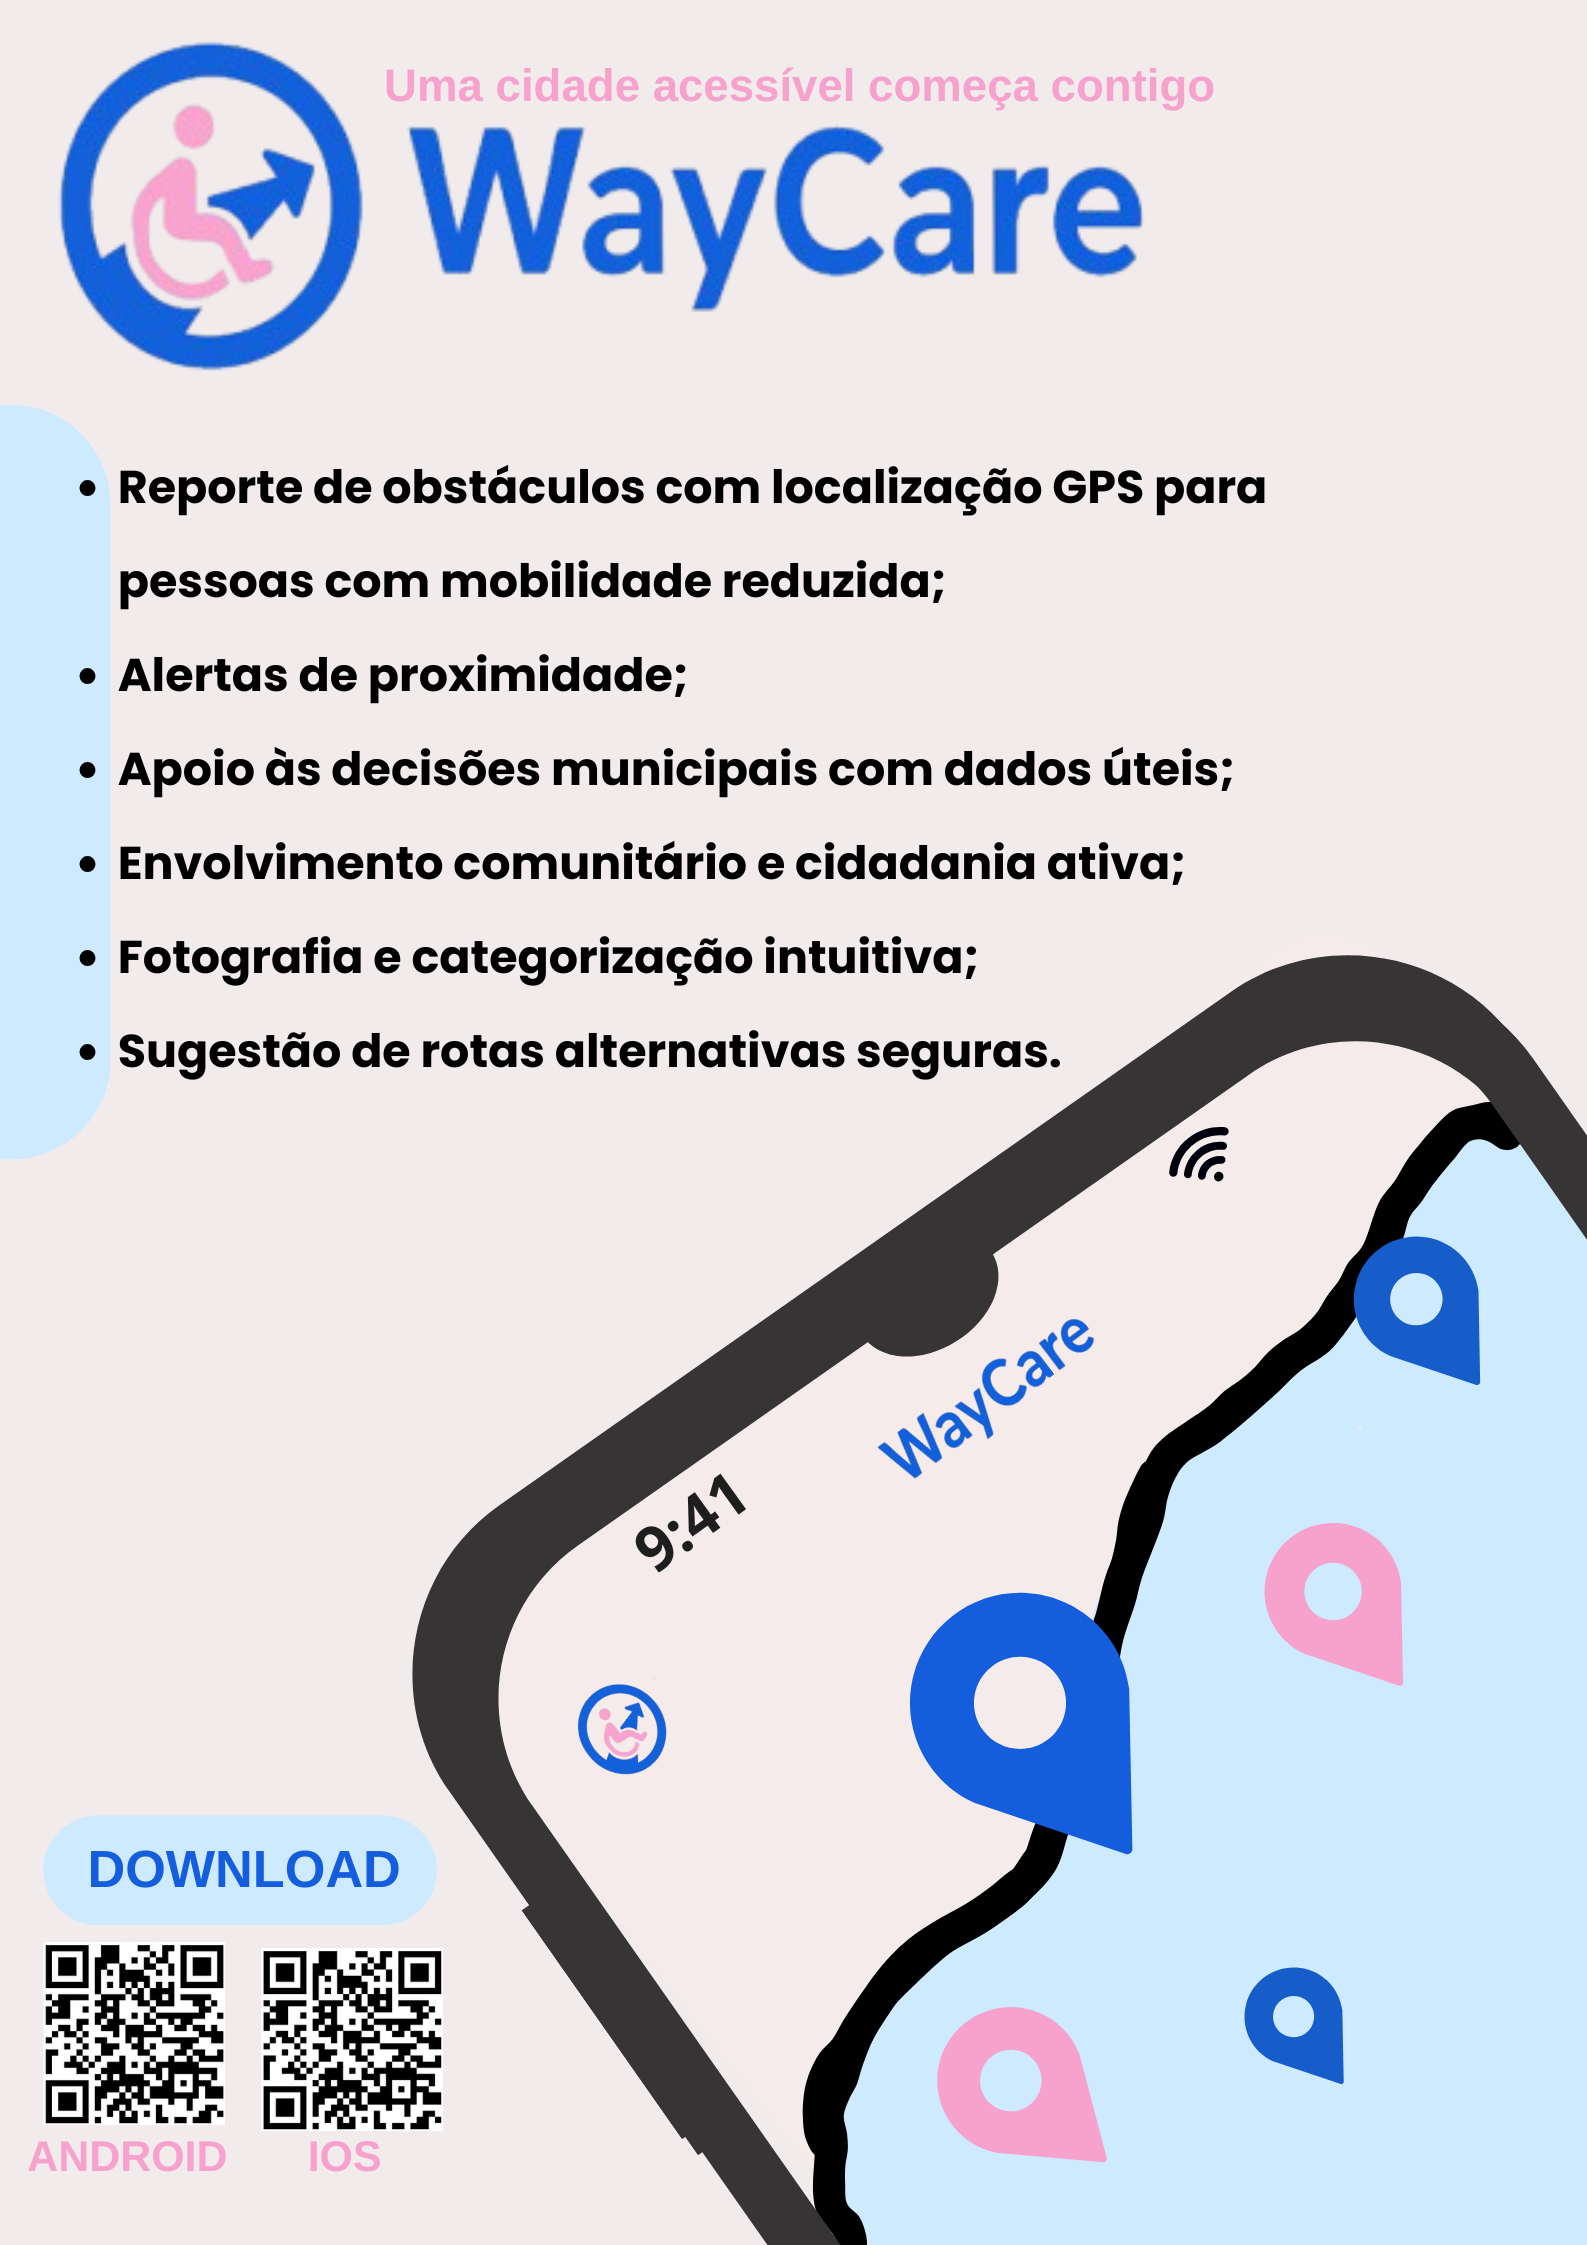 Uma cidade acessível começa contigo
WayCare
• Reporte de obstáculos com localização GPS para
pessoas com mobilidade reduzida;
• Alertas de proximidade;
• Apoio às decisões municipais com dados úteis;
• Envolvimento comunitário e cidadania ativa;
• Fotografia e categorização intuitiva;
• Sugestão de rotas alternativas seguras.
WayCare
9:41
DOWNLOAD
ANDROID
IOS